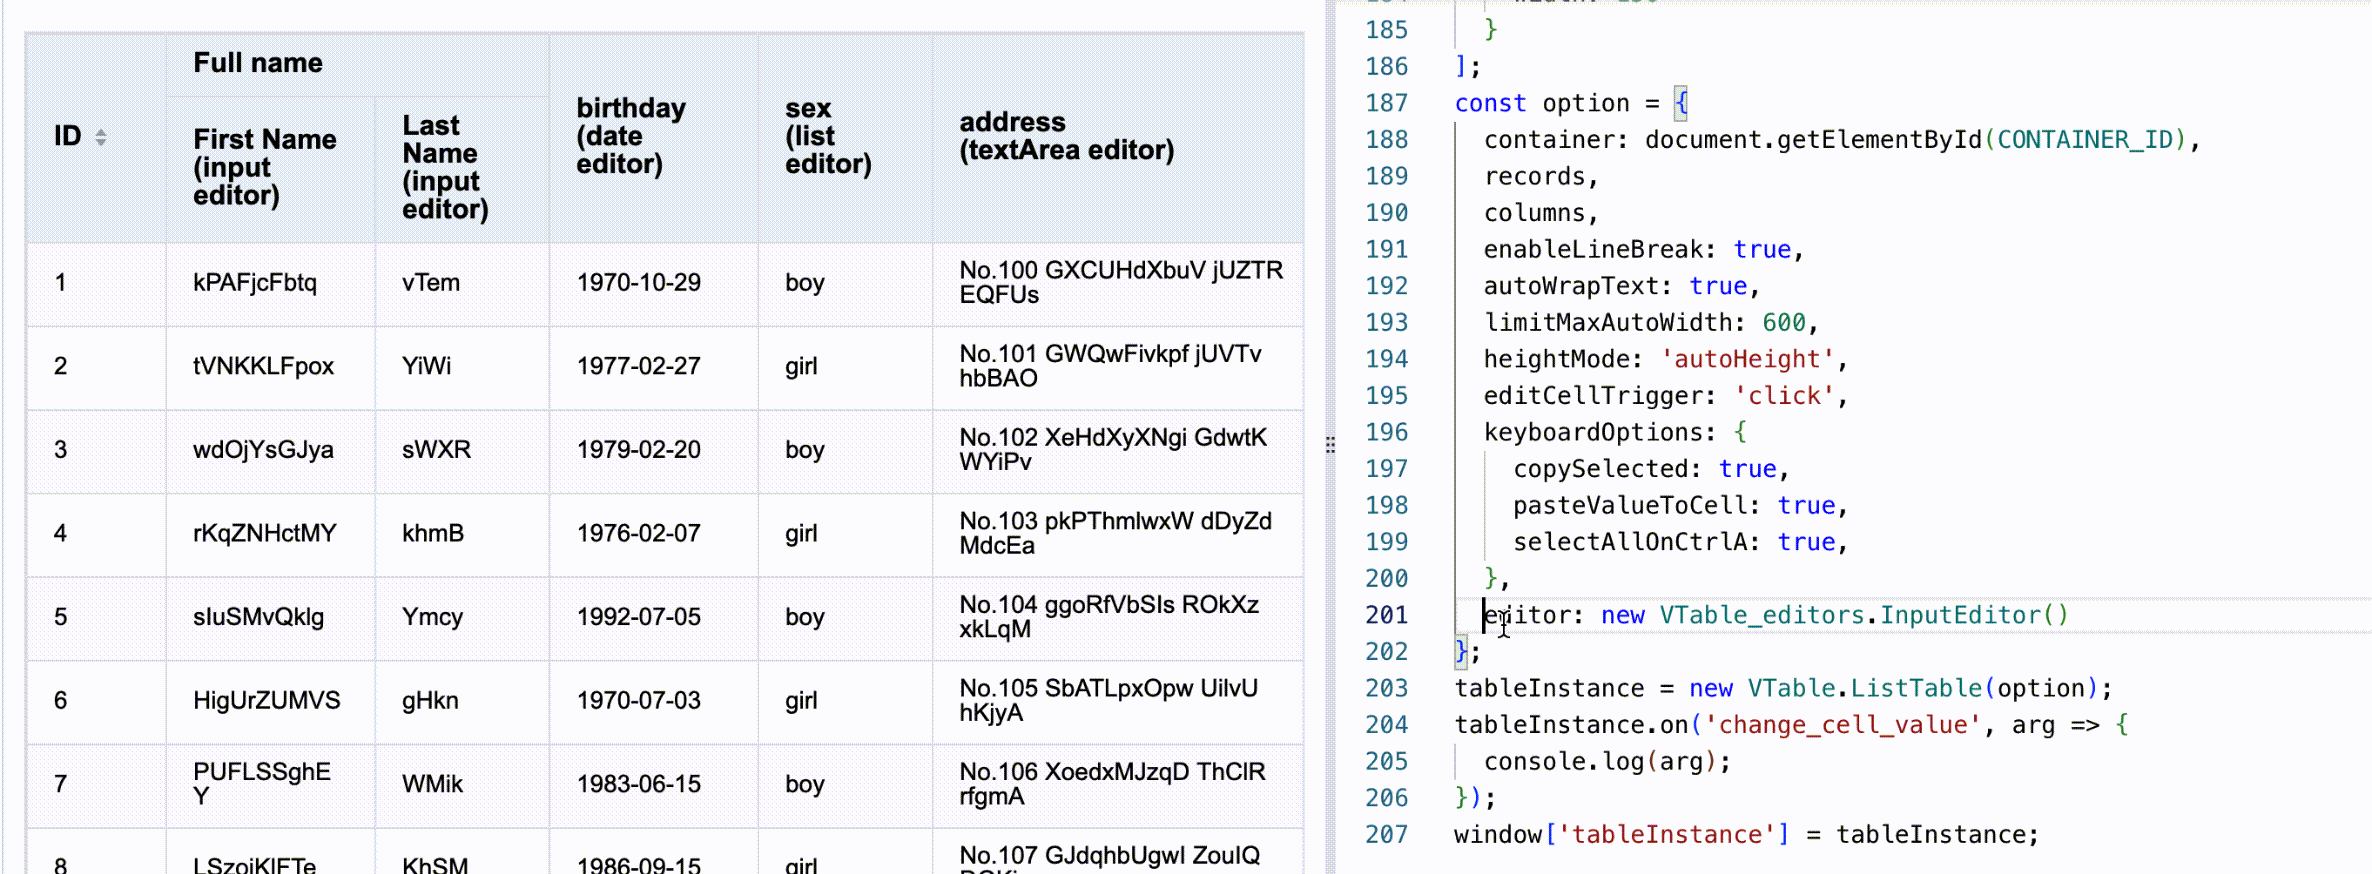 Full name
ID
First Name
(input
editor)
Last
Name
(input
editor)
birthday
(date
editor)
sex
(list
editor)
address
(textArea editor)
1 kPAFjcFbtq vTem 1970-10-29 boy No.100 GXCUHdXbuV jUZTR
EQFUs
2 tVNKKLFpox YiWi 1977-02-27 girl No.101 GWQwFivkpf jUVTv
hbBAO
3 wdOjYsGJya sWXR 1979-02-20 boy No.102 XeHdXyXNgi GdwtK
WYiPv
4 rKqZNHctMY khmB 1976-02-07 girl No.103 pkPThmlwxW dDyZd
MdcEa
5 sluSMvQklg Ymcy 1992-07-05 boy No.104 ggoRfVbSIs ROkXz
xkLqM
6 HigUrZUMVS gHkn 1970-07-03 girl No.105 SbATLpxOpw UilvU
hKjyA
7 PUFLSSghE
Y WMik 1983-06-15 boy No.106 XoedxMJzqD ThClR
rfgmA
8 LSzojKlFTe KhSM 1986-09-15 girl No.107 GJdqhbUgwI ZoulQ
185 }
186 ];
187 const option = {
188 container: document.getElementById(CONTAINER_ID),
189 records,
190 columns,
191 enableLineBreak: true,
192 autoWrapText: true,
193 limitMaxAutoWidth: 600,
194 heightMode: 'autoHeight',
195 editCellTrigger: 'click',
196 keyboardOptions: {
197 copySelected: true,
198 pasteValueToCell: true,
199 selectAllOnCtrlA: true,
200 },
201 editor: new VTable_editors.InputEditor()
202 };
203 tableInstance = new VTable.ListTable(option);
204 tableInstance.on('change_cell_value', arg => {
205 console.log(arg);
206 });
207 window['tableInstance'] = tableInstance;